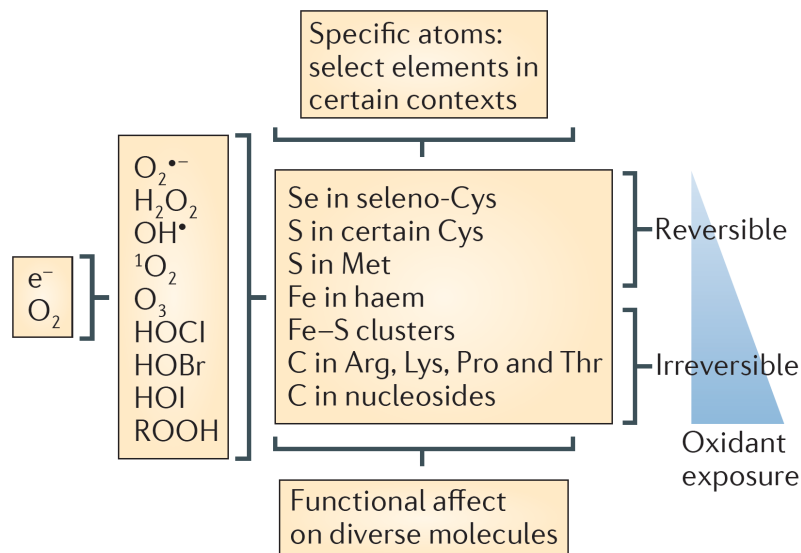 Specific atoms:
select elements in
certain contexts
e⁻
O₂
O₂•⁻
H₂O₂
OH•
¹O₂
O₃
HOCl
HOBr
HOI
ROOH
Se in seleno-Cys
S in certain Cys
S in Met
Fe in haem
Fe–S clusters
C in Arg, Lys, Pro and Thr
C in nucleosides
Reversible
Irreversible
Oxidant
exposure
Functional affect
on diverse molecules